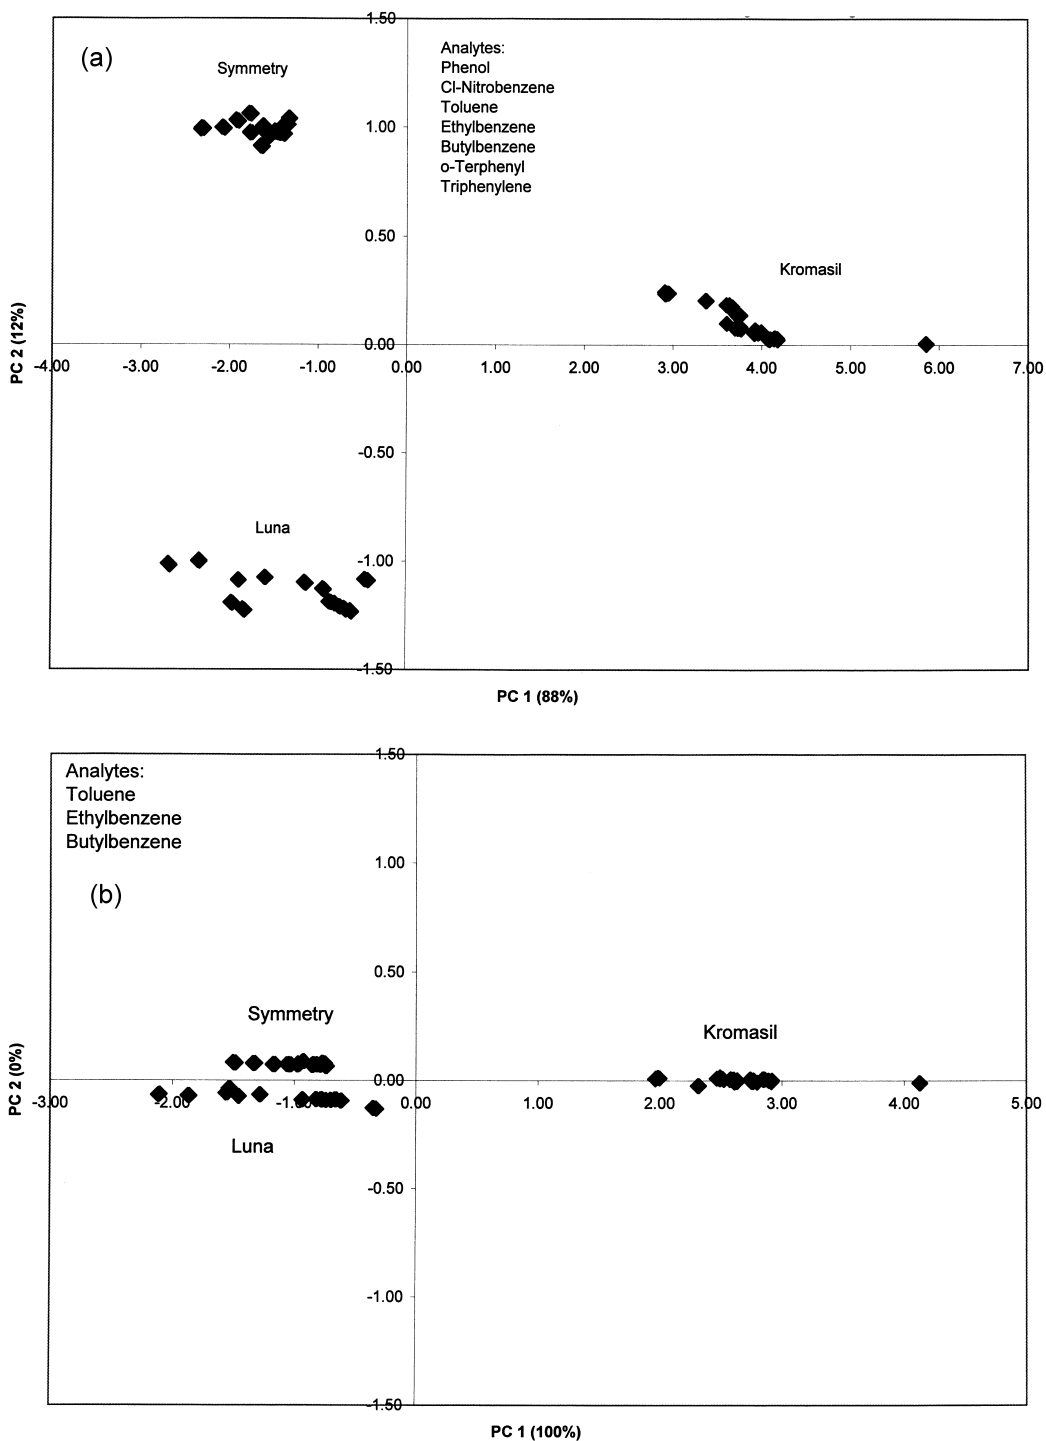 1.50
(a)
Symmetry
Analytes:
Phenol
Cl-Nitrobenzene
Toluene
Ethylbenzene
Butylbenzene
o-Terphenyl
Triphenylene
1.00
0.50
Kromasil
PC 2 (12%)
0.00
-4.00 -3.00 -2.00 -1.00 0.00 1.00 2.00 3.00 4.00 5.00 6.00 7.00
-0.50
Luna
-1.00
-1.50
PC 1 (88%)
1.50
Analytes:
Toluene
Ethylbenzene
Butylbenzene
1.00
(b)
0.50
Symmetry
Kromasil
PC 2 (0%)
0.00
-3.00 -2.00 -1.00 0.00 1.00 2.00 3.00 4.00 5.00
Luna
-0.50
-1.00
-1.50
PC 1 (100%)